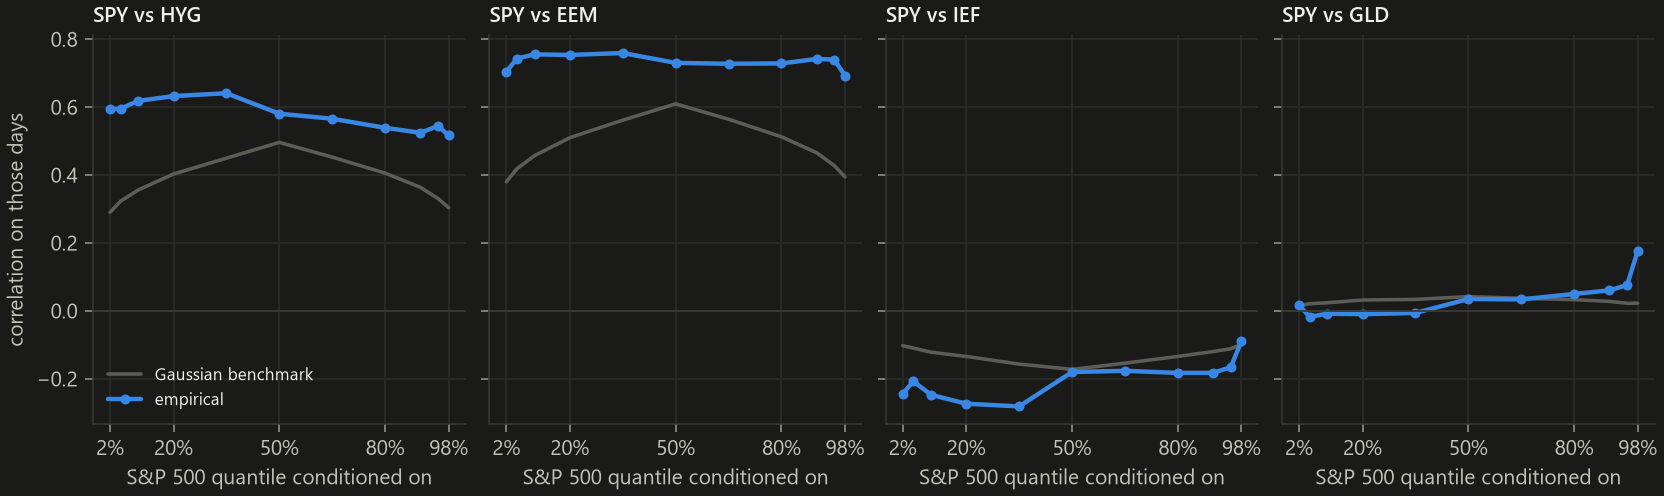 SPY vs HYG
SPY vs EEM
SPY vs IEF
SPY vs GLD
correlation on those days
0.8
0.6
0.4
0.2
0.0
−0.2
Gaussian benchmark
empirical
2% 20% 50% 80% 98%
2% 20% 50% 80% 98%
2% 20% 50% 80% 98%
2% 20% 50% 80% 98%
S&P 500 quantile conditioned on
S&P 500 quantile conditioned on
S&P 500 quantile conditioned on
S&P 500 quantile conditioned on